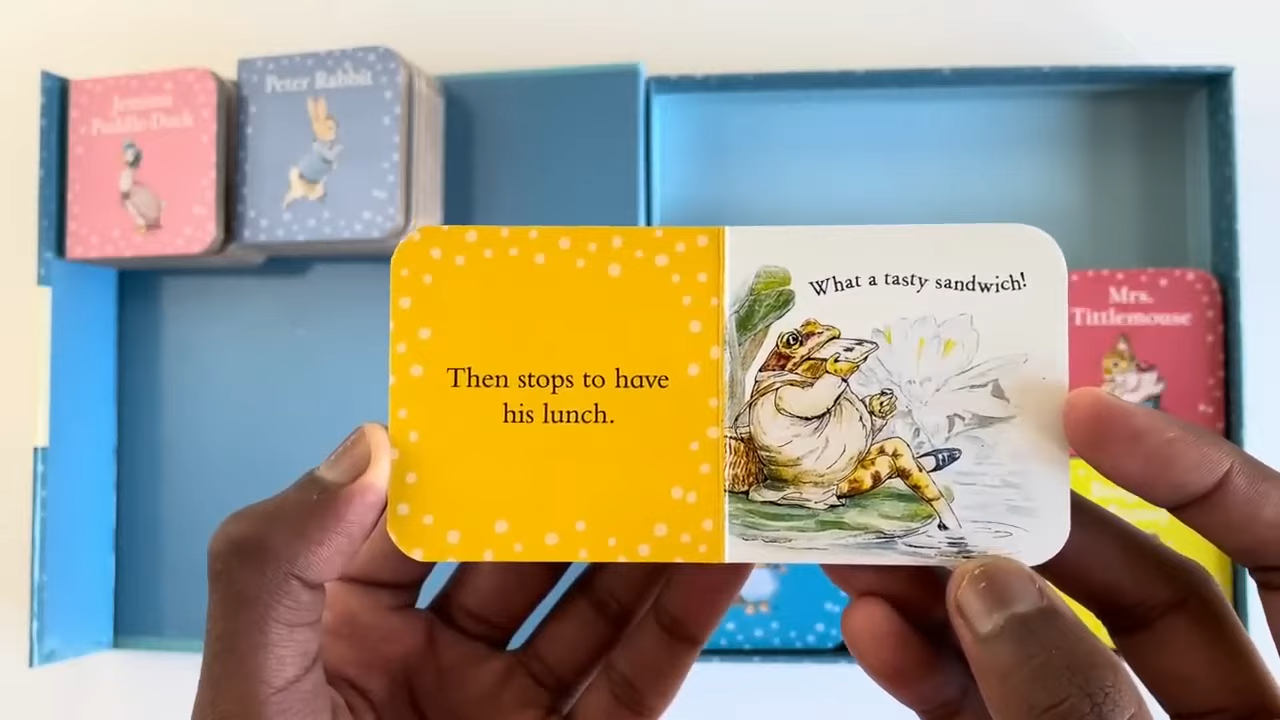 Jemima
Puddle-Duck
Peter Rabbit
What a tasty sandwich!
Then stops to have
his lunch.
Mrs.
Tittlemouse